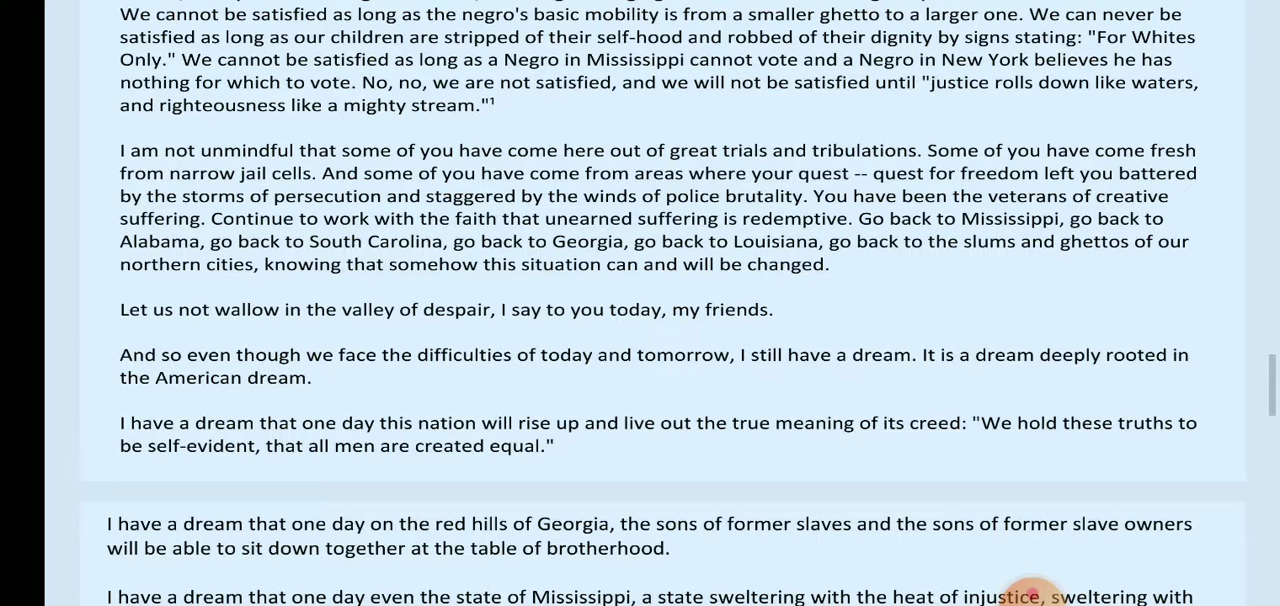 We cannot be satisfied as long as the negro's basic mobility is from a smaller ghetto to a larger one. We can never be
satisfied as long as our children are stripped of their self-hood and robbed of their dignity by signs stating: "For Whites
Only." We cannot be satisfied as long as a Negro in Mississippi cannot vote and a Negro in New York believes he has
nothing for which to vote. No, no, we are not satisfied, and we will not be satisfied until "justice rolls down like waters,
and righteousness like a mighty stream."¹
I am not unmindful that some of you have come here out of great trials and tribulations. Some of you have come fresh
from narrow jail cells. And some of you have come from areas where your quest -- quest for freedom left you battered
by the storms of persecution and staggered by the winds of police brutality. You have been the veterans of creative
suffering. Continue to work with the faith that unearned suffering is redemptive. Go back to Mississippi, go back to
Alabama, go back to South Carolina, go back to Georgia, go back to Louisiana, go back to the slums and ghettos of our
northern cities, knowing that somehow this situation can and will be changed.
Let us not wallow in the valley of despair, I say to you today, my friends.
And so even though we face the difficulties of today and tomorrow, I still have a dream. It is a dream deeply rooted in
the American dream.
I have a dream that one day this nation will rise up and live out the true meaning of its creed: "We hold these truths to
be self-evident, that all men are created equal."
I have a dream that one day on the red hills of Georgia, the sons of former slaves and the sons of former slave owners
will be able to sit down together at the table of brotherhood.
I have a dream that one day even the state of Mississippi, a state sweltering with the heat of injustice, sweltering with